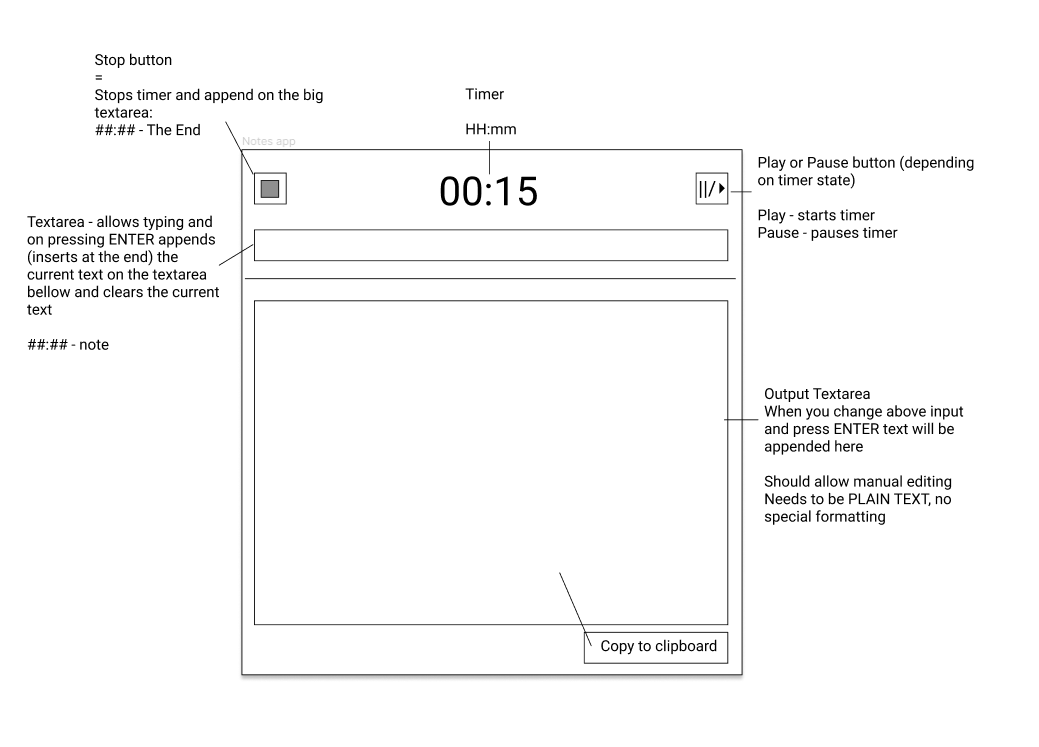 Stop button
=
Stops timer and append on the big
textarea:
##:## - The End
Timer
HH:mm
Notes app
00:15
||/
Play or Pause button (depending
on timer state)
Play - starts timer
Pause - pauses timer
Textarea - allows typing and
on pressing ENTER appends
(inserts at the end) the
current text on the textarea
bellow and clears the current
text
##:## - note
Output Textarea
When you change above input
and press ENTER text will be
appended here
Should allow manual editing
Needs to be PLAIN TEXT, no
special formatting
Copy to clipboard